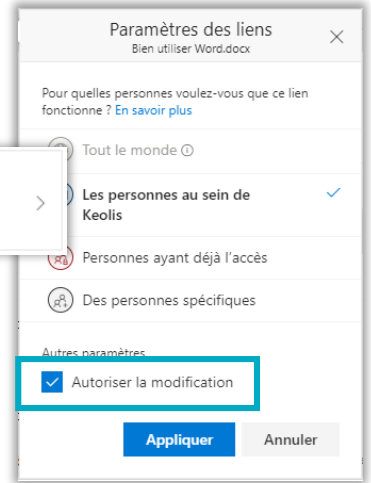 Paramètres des liens
Bien utiliser Word.docx
Pour quelles personnes voulez-vous que ce lien
fonctionne ? En savoir plus
Tout le monde
Les personnes au sein de
Keolis
Personnes ayant déjà l'accès
Des personnes spécifiques
Autres paramètres
Autoriser la modification
Appliquer Annuler